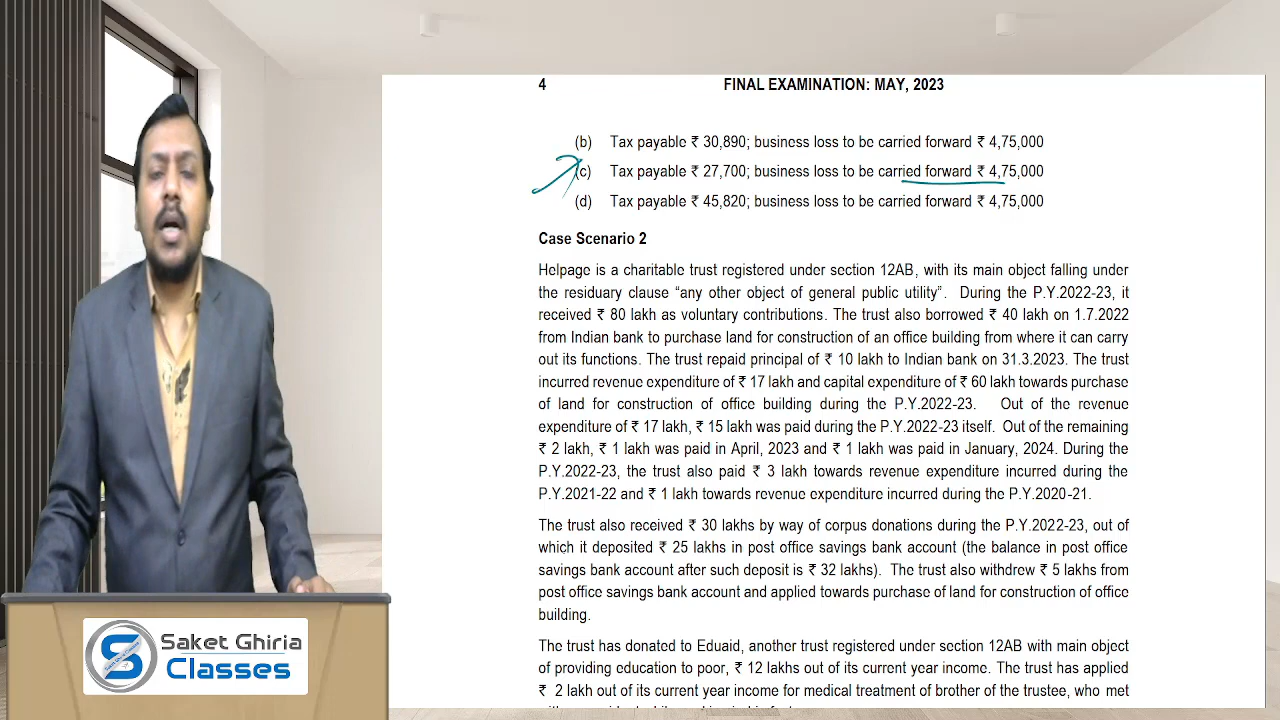 4 FINAL EXAMINATION: MAY, 2023
(b) Tax payable ₹ 30,890; business loss to be carried forward ₹ 4,75,000
(c) Tax payable ₹ 27,700; business loss to be carried forward ₹ 4,75,000
(d) Tax payable ₹ 45,820; business loss to be carried forward ₹ 4,75,000
Case Scenario 2
Helpage is a charitable trust registered under section 12AB, with its main object falling under
the residuary clause “any other object of general public utility”. During the P.Y.2022-23, it
received ₹ 80 lakh as voluntary contributions. The trust also borrowed ₹ 40 lakh on 1.7.2022
from Indian bank to purchase land for construction of an office building from where it can carry
out its functions. The trust repaid principal of ₹ 10 lakh to Indian bank on 31.3.2023. The trust
incurred revenue expenditure of ₹ 17 lakh and capital expenditure of ₹ 60 lakh towards purchase
of land for construction of office building during the P.Y.2022-23. Out of the revenue
expenditure of ₹ 17 lakh, ₹ 15 lakh was paid during the P.Y.2022-23 itself. Out of the remaining
₹ 2 lakh, ₹ 1 lakh was paid in April, 2023 and ₹ 1 lakh was paid in January, 2024. During the
P.Y.2022-23, the trust also paid ₹ 3 lakh towards revenue expenditure incurred during the
P.Y.2021-22 and ₹ 1 lakh towards revenue expenditure incurred during the P.Y.2020-21.
The trust also received ₹ 30 lakhs by way of corpus donations during the P.Y.2022-23, out of
which it deposited ₹ 25 lakhs in post office savings bank account (the balance in post office
savings bank account after such deposit is ₹ 32 lakhs). The trust also withdrew ₹ 5 lakhs from
post office savings bank account and applied towards purchase of land for construction of office
building.
The trust has donated to Eduaid, another trust registered under section 12AB with main object
of providing education to poor, ₹ 12 lakhs out of its current year income. The trust has applied
₹ 2 lakh out of its current year income for medical treatment of brother of the trustee, who met
Saket Ghiria
Classes